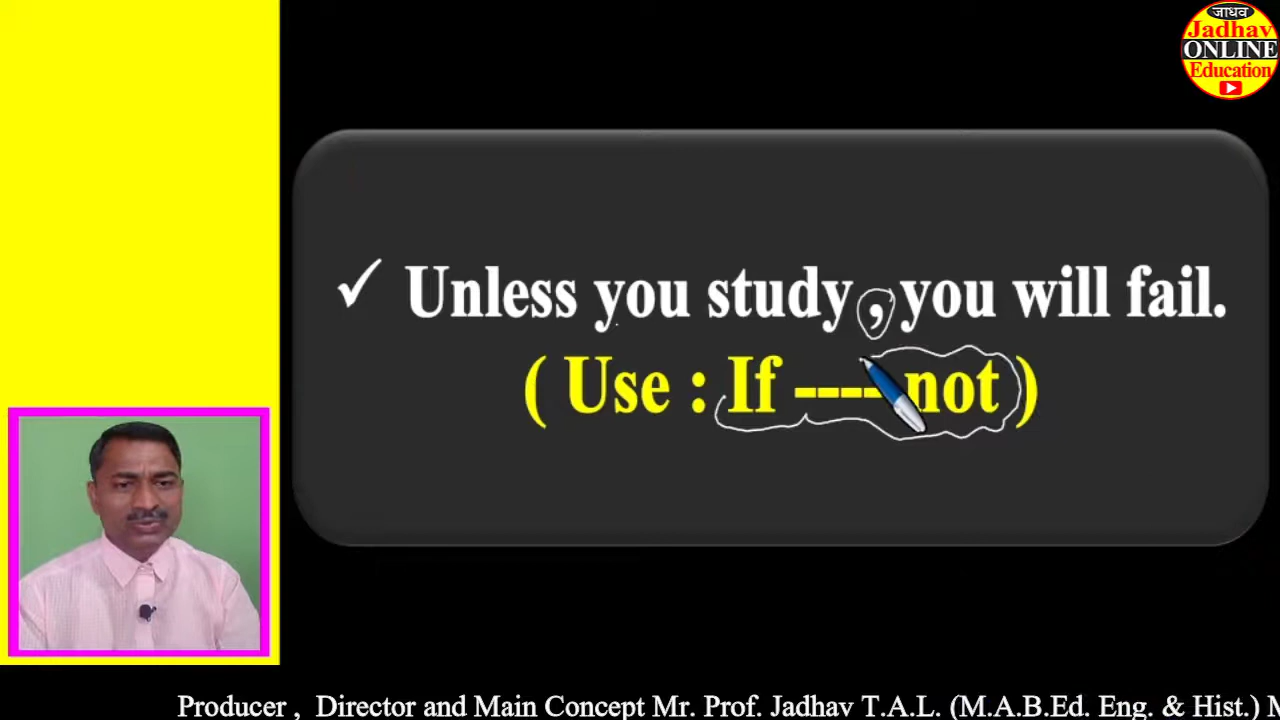 जाधव
Jadhav
ONLINE
Education
✓ Unless you study , you will fail.
( Use : If ---- not )
Producer , Director and Main Concept Mr. Prof. Jadhav T.A.L. (M.A.B.Ed. Eng. & Hist.) M